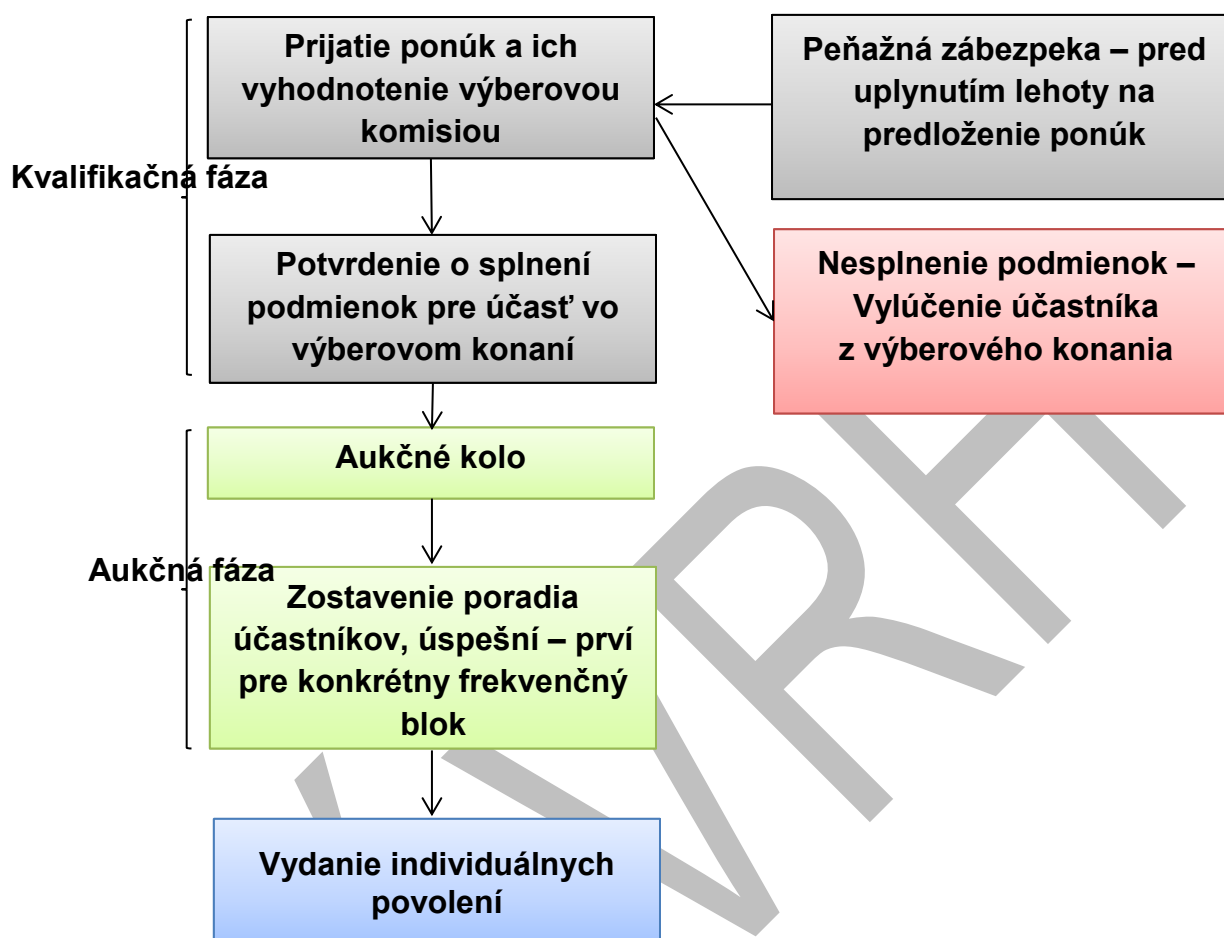 Prijatie ponúk a ich
vyhodnotenie výberovou
komisiou
Peňažná zábezpeka – pred
uplynutím lehoty na
predloženie ponúk
Kvalifikačná fáza
Potvrdenie o splnení
podmienok pre účasť vo
výberovom konaní
Nesplnenie podmienok –
Vylúčenie účastníka
z výberového konania
Aukčné kolo
Aukčná fáza
Zostavenie poradia
účastníkov, úspešní – prví
pre konkrétny frekvenčný
blok
Vydanie individuálnych
povolení